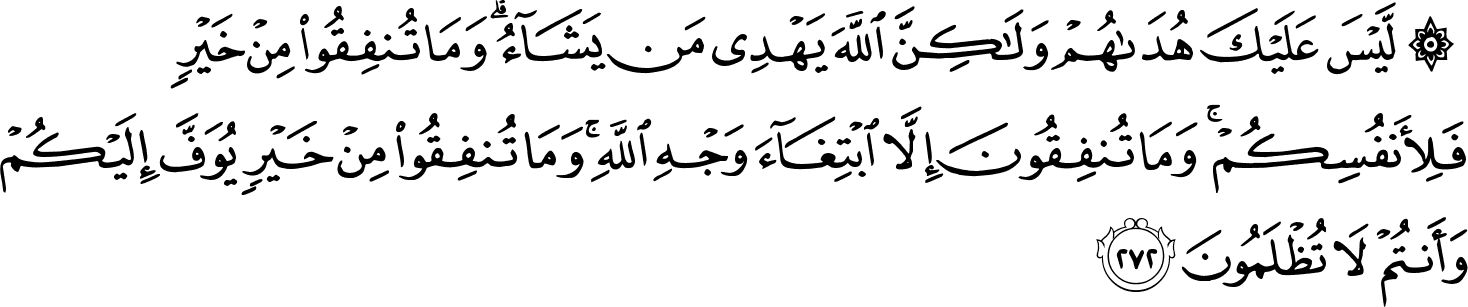 ۞ لَّيْسَ عَلَيْكَ هُدَىٰهُمْ وَلَـٰكِنَّ ٱللَّهَ يَهْدِى مَن يَشَآءُ ۗ وَمَا تُنفِقُوا۟ مِنْ خَيْرٍ
فَلِأَنفُسِكُمْ ۚ وَمَا تُنفِقُونَ إِلَّا ٱبْتِغَآءَ وَجْهِ ٱللَّهِ ۚ وَمَا تُنفِقُوا۟ مِنْ خَيْرٍ يُوَفَّ إِلَيْكُمْ
وَأَنتُمْ لَا تُظْلَمُونَ ٢٧٢